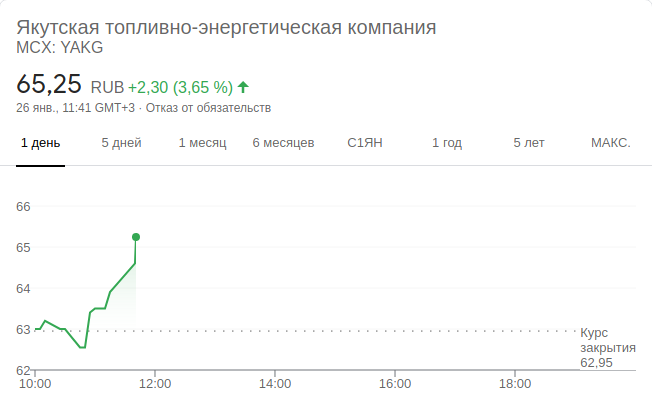 Якутская топливно-энергетическая компания
MCX: YAKG
65,25 RUB +2,30 (3,65 %)
26 янв., 11:41 GMT+3 · Отказ от обязательств
1 день 5 дней 1 месяц 6 месяцев С1ЯН 1 год 5 лет МАКС.
66
65
64
63
Курс
закрытия
62,95
62
10:00 12:00 14:00 16:00 18:00